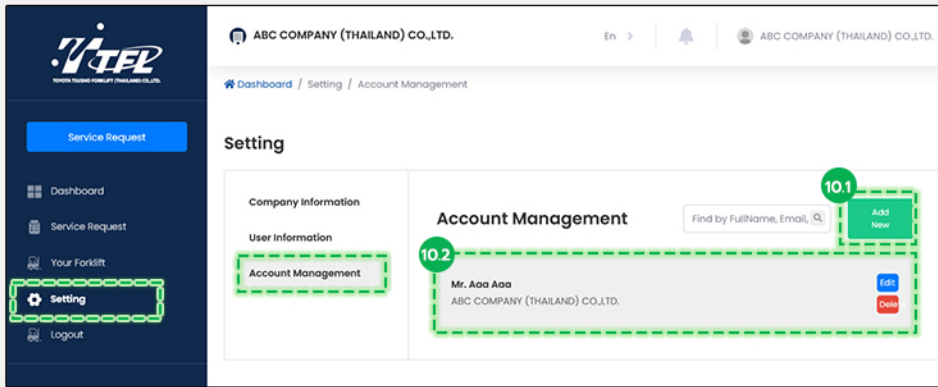 TTFL
TOYOTA TSUSHO FORKLIFT (THAILAND) CO.,LTD.
Service Request
Dashboard
Service Request
Your Forklift
Setting
Logout
ABC COMPANY (THAILAND) CO.,LTD.
En >
ABC COMPANY (THAILAND) CO.,LTD.
Dashboard / Setting / Account Management
Setting
Company Information
User Information
Account Management
Account Management
Find by FullName, Email,
10.1
Add
New
10.2
Mr. Aaa Aaa
ABC COMPANY (THAILAND) CO.,LTD.
Edit
Delete